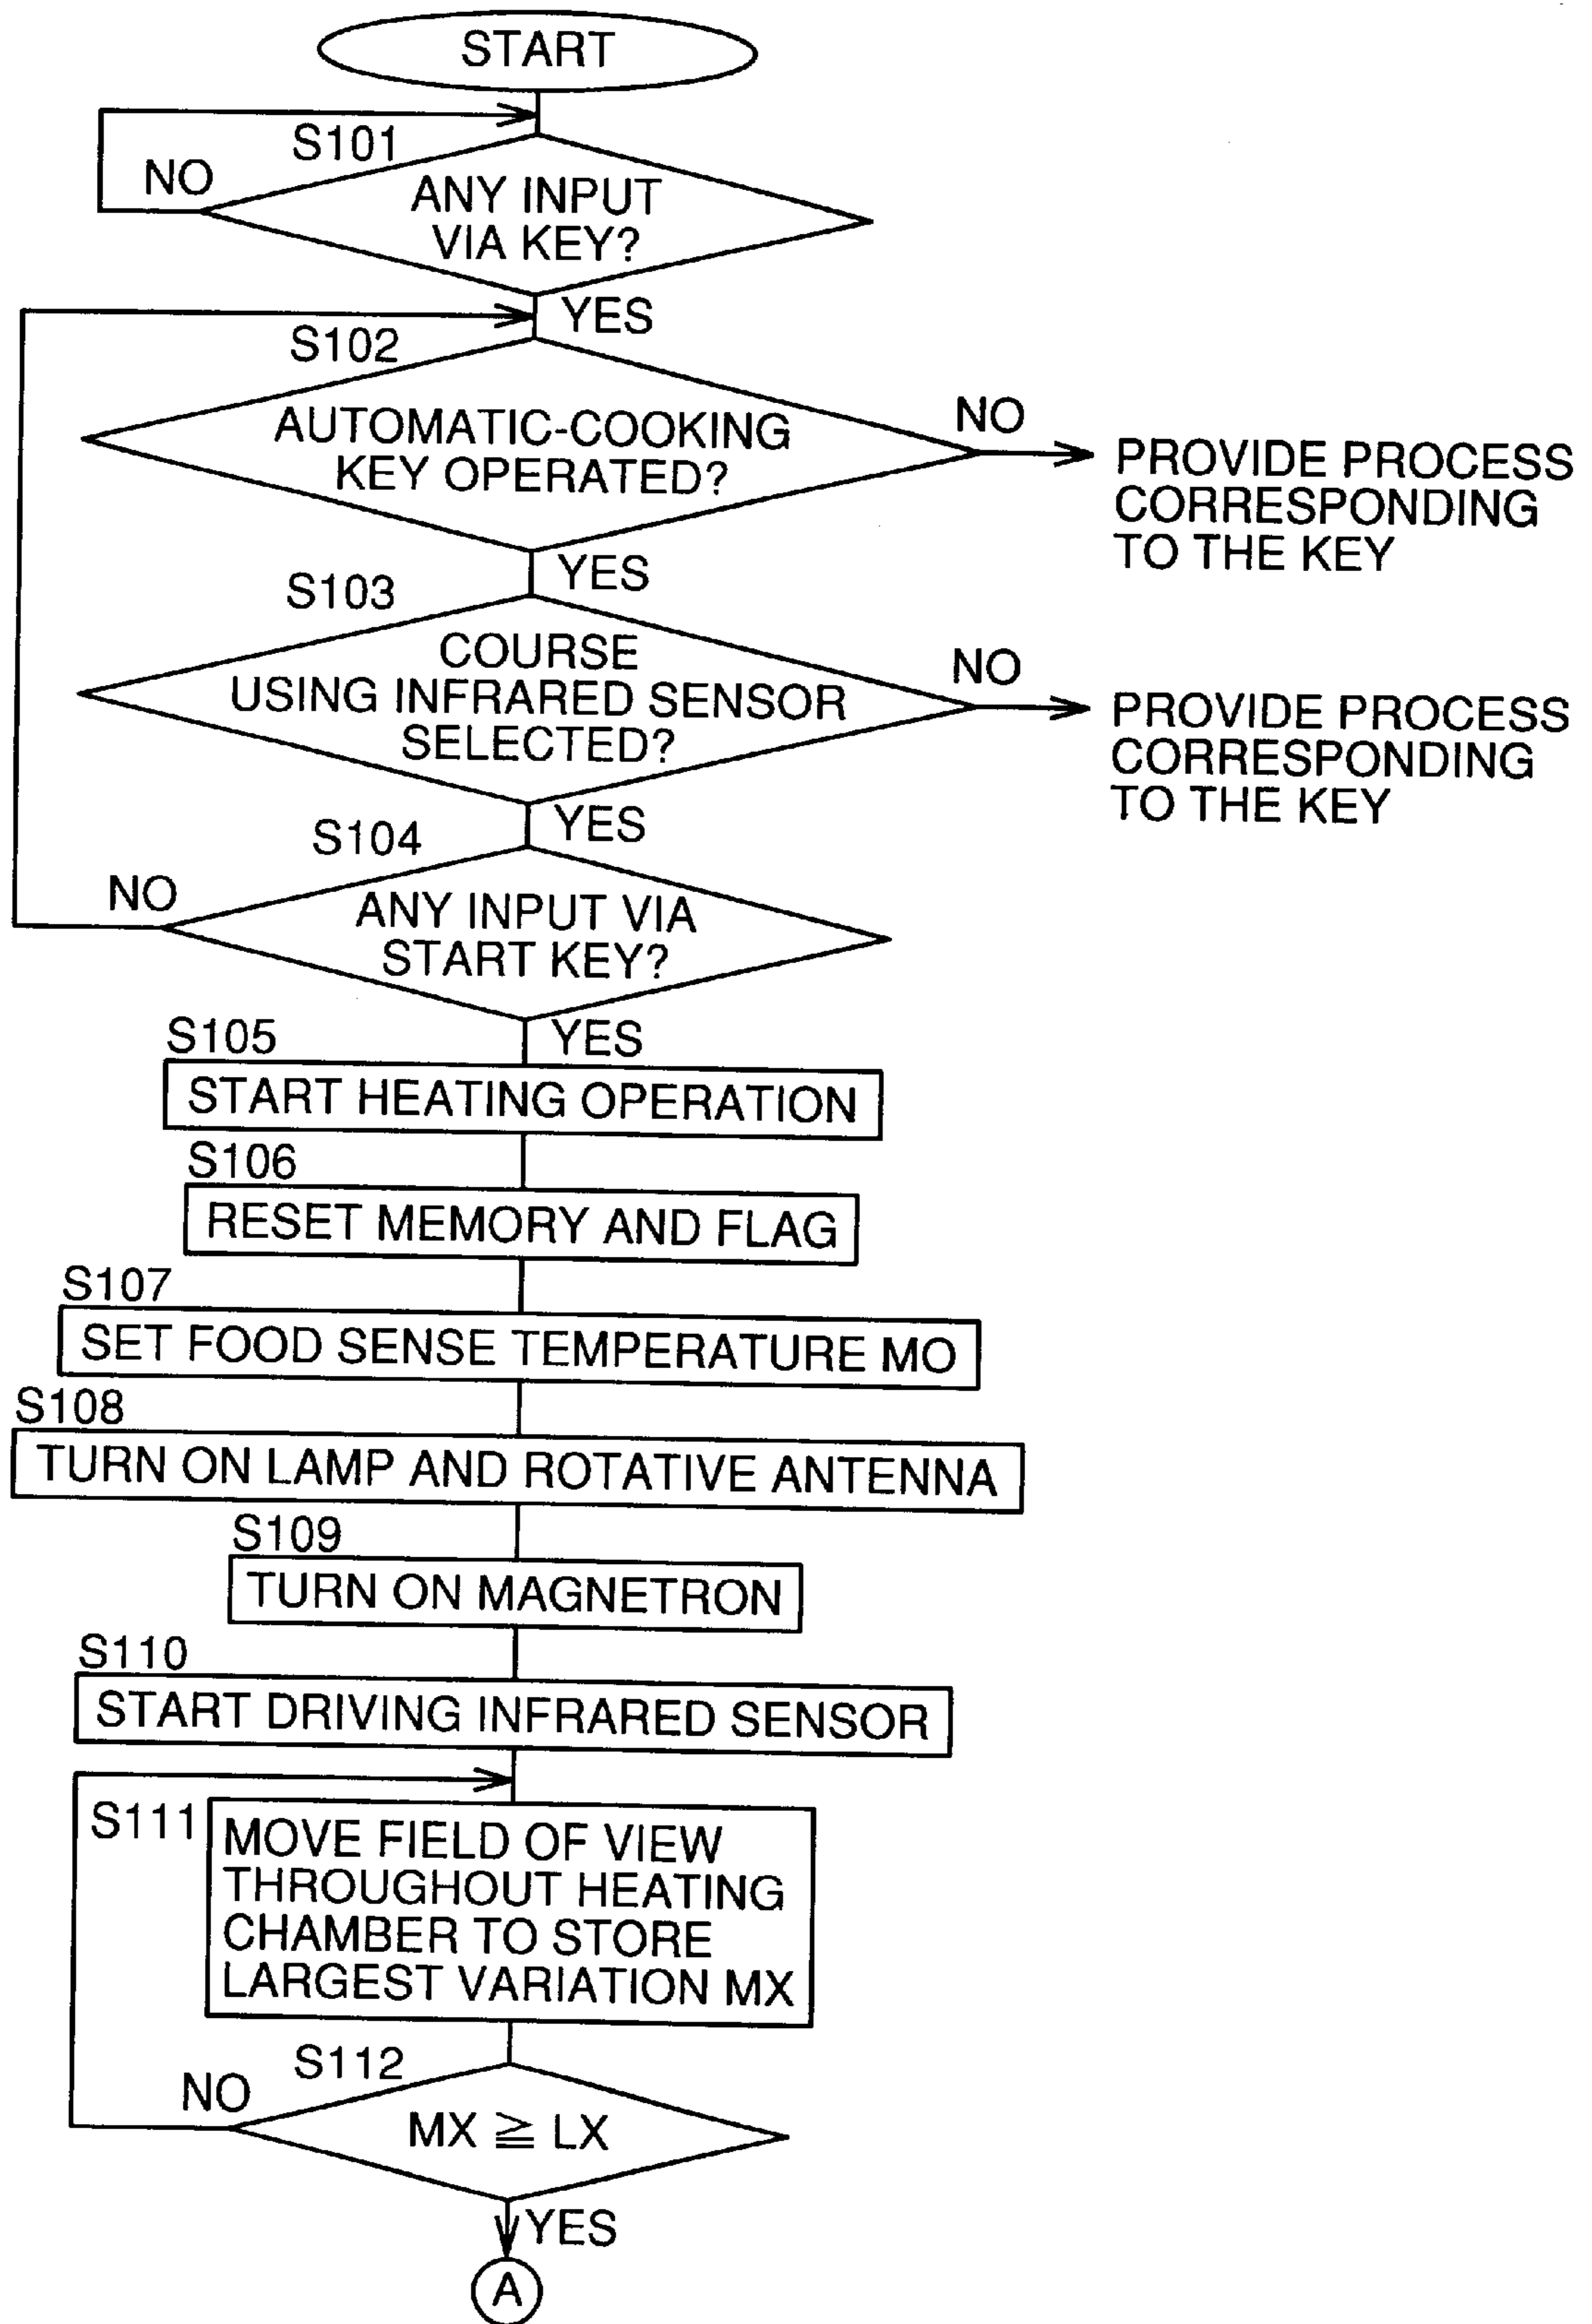 START
S101
NO
ANY INPUT
VIA KEY?
YES
S102
AUTOMATIC-COOKING
KEY OPERATED?
NO
PROVIDE PROCESS
CORRESPONDING
TO THE KEY
YES
S103
COURSE
USING INFRARED SENSOR
SELECTED?
NO
PROVIDE PROCESS
CORRESPONDING
TO THE KEY
YES
S104
NO
ANY INPUT VIA
START KEY?
YES
S105
START HEATING OPERATION
S106
RESET MEMORY AND FLAG
S107
SET FOOD SENSE TEMPERATURE MO
S108
TURN ON LAMP AND ROTATIVE ANTENNA
S109
TURN ON MAGNETRON
S110
START DRIVING INFRARED SENSOR
S111
MOVE FIELD OF VIEW
THROUGHOUT HEATING
CHAMBER TO STORE
LARGEST VARIATION MX
S112
NO
MX ≧ LX
YES
A